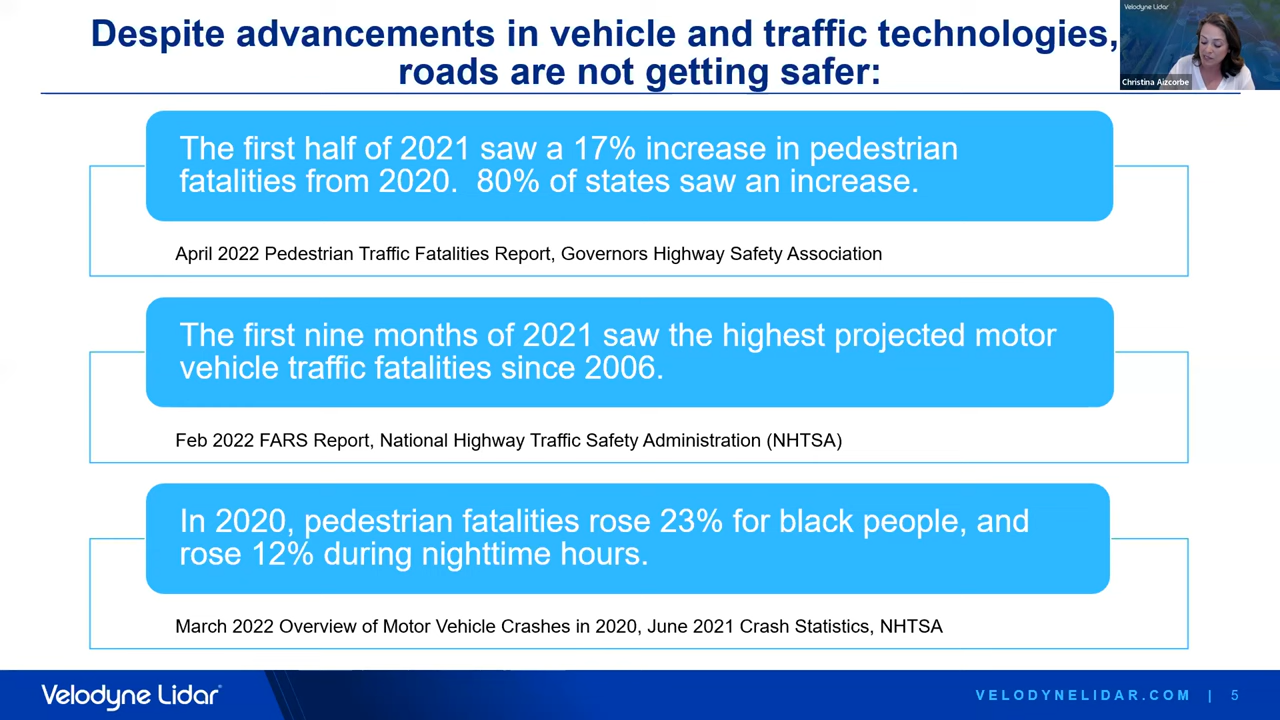 Despite advancements in vehicle and traffic technologies,
roads are not getting safer:
Velodyne Lidar
Christina Aizcorbe
The first half of 2021 saw a 17% increase in pedestrian
fatalities from 2020.  80% of states saw an increase.
April 2022 Pedestrian Traffic Fatalities Report, Governors Highway Safety Association
The first nine months of 2021 saw the highest projected motor
vehicle traffic fatalities since 2006.
Feb 2022 FARS Report, National Highway Traffic Safety Administration (NHTSA)
In 2020, pedestrian fatalities rose 23% for black people, and
rose 12% during nighttime hours.
March 2022 Overview of Motor Vehicle Crashes in 2020, June 2021 Crash Statistics, NHTSA
Velodyne Lidar®
VELODYNELIDAR.COM | 5